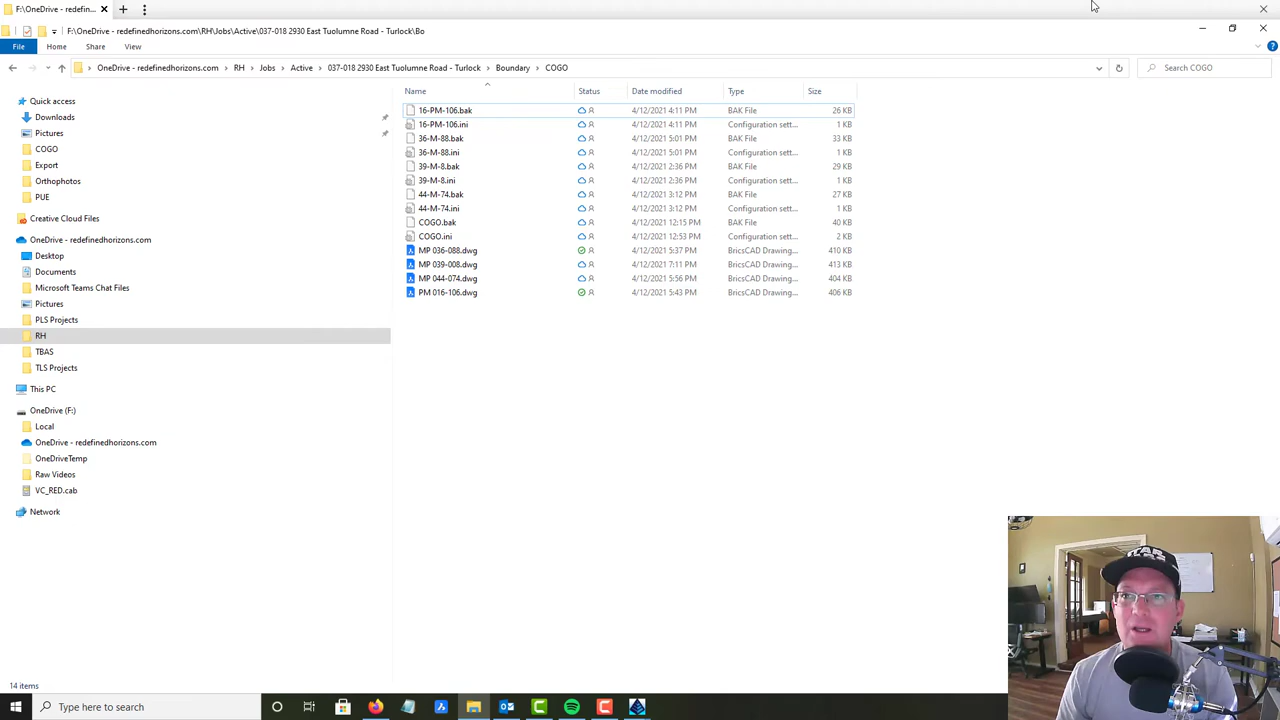 F:\OneDrive - redefin...
F:\OneDrive - redefinedhorizons.com\RH\Jobs\Active\037-018 2930 East Tuolumne Road - Turlock\Bo
File Home Share View
OneDrive - redefinedhorizons.com RH Jobs Active 037-018 2930 East Tuolumne Road - Turlock Boundary COGO
Search COGO
Name Status Date modified Type Size
16-PM-106.bak 4/12/2021 4:11 PM BAK File 26 KB
16-PM-106.ini 4/12/2021 4:11 PM Configuration sett... 1 KB
36-M-88.bak 4/12/2021 5:01 PM BAK File 33 KB
36-M-88.ini 4/12/2021 5:01 PM Configuration sett... 1 KB
39-M-8.bak 4/12/2021 2:36 PM BAK File 29 KB
39-M-8.ini 4/12/2021 2:36 PM Configuration sett... 1 KB
44-M-74.bak 4/12/2021 3:12 PM BAK File 27 KB
44-M-74.ini 4/12/2021 3:12 PM Configuration sett... 1 KB
COGO.bak 4/12/2021 12:15 PM BAK File 40 KB
COGO.ini 4/12/2021 12:53 PM Configuration sett... 2 KB
MP 036-088.dwg 4/12/2021 5:37 PM BricsCAD Drawing... 410 KB
MP 039-008.dwg 4/12/2021 7:11 PM BricsCAD Drawing... 413 KB
MP 044-074.dwg 4/12/2021 5:56 PM BricsCAD Drawing... 404 KB
PM 016-106.dwg 4/12/2021 5:43 PM BricsCAD Drawing... 406 KB
Quick access
Downloads
Pictures
COGO
Export
Orthophotos
PUE
Creative Cloud Files
OneDrive - redefinedhorizons.com
Desktop
Documents
Microsoft Teams Chat Files
Pictures
PLS Projects
RH
TBAS
TLS Projects
This PC
OneDrive (F:)
Local
OneDrive - redefinedhorizons.com
OneDriveTemp
Raw Videos
VC_RED.cab
Network
14 items
Type here to search
STAR